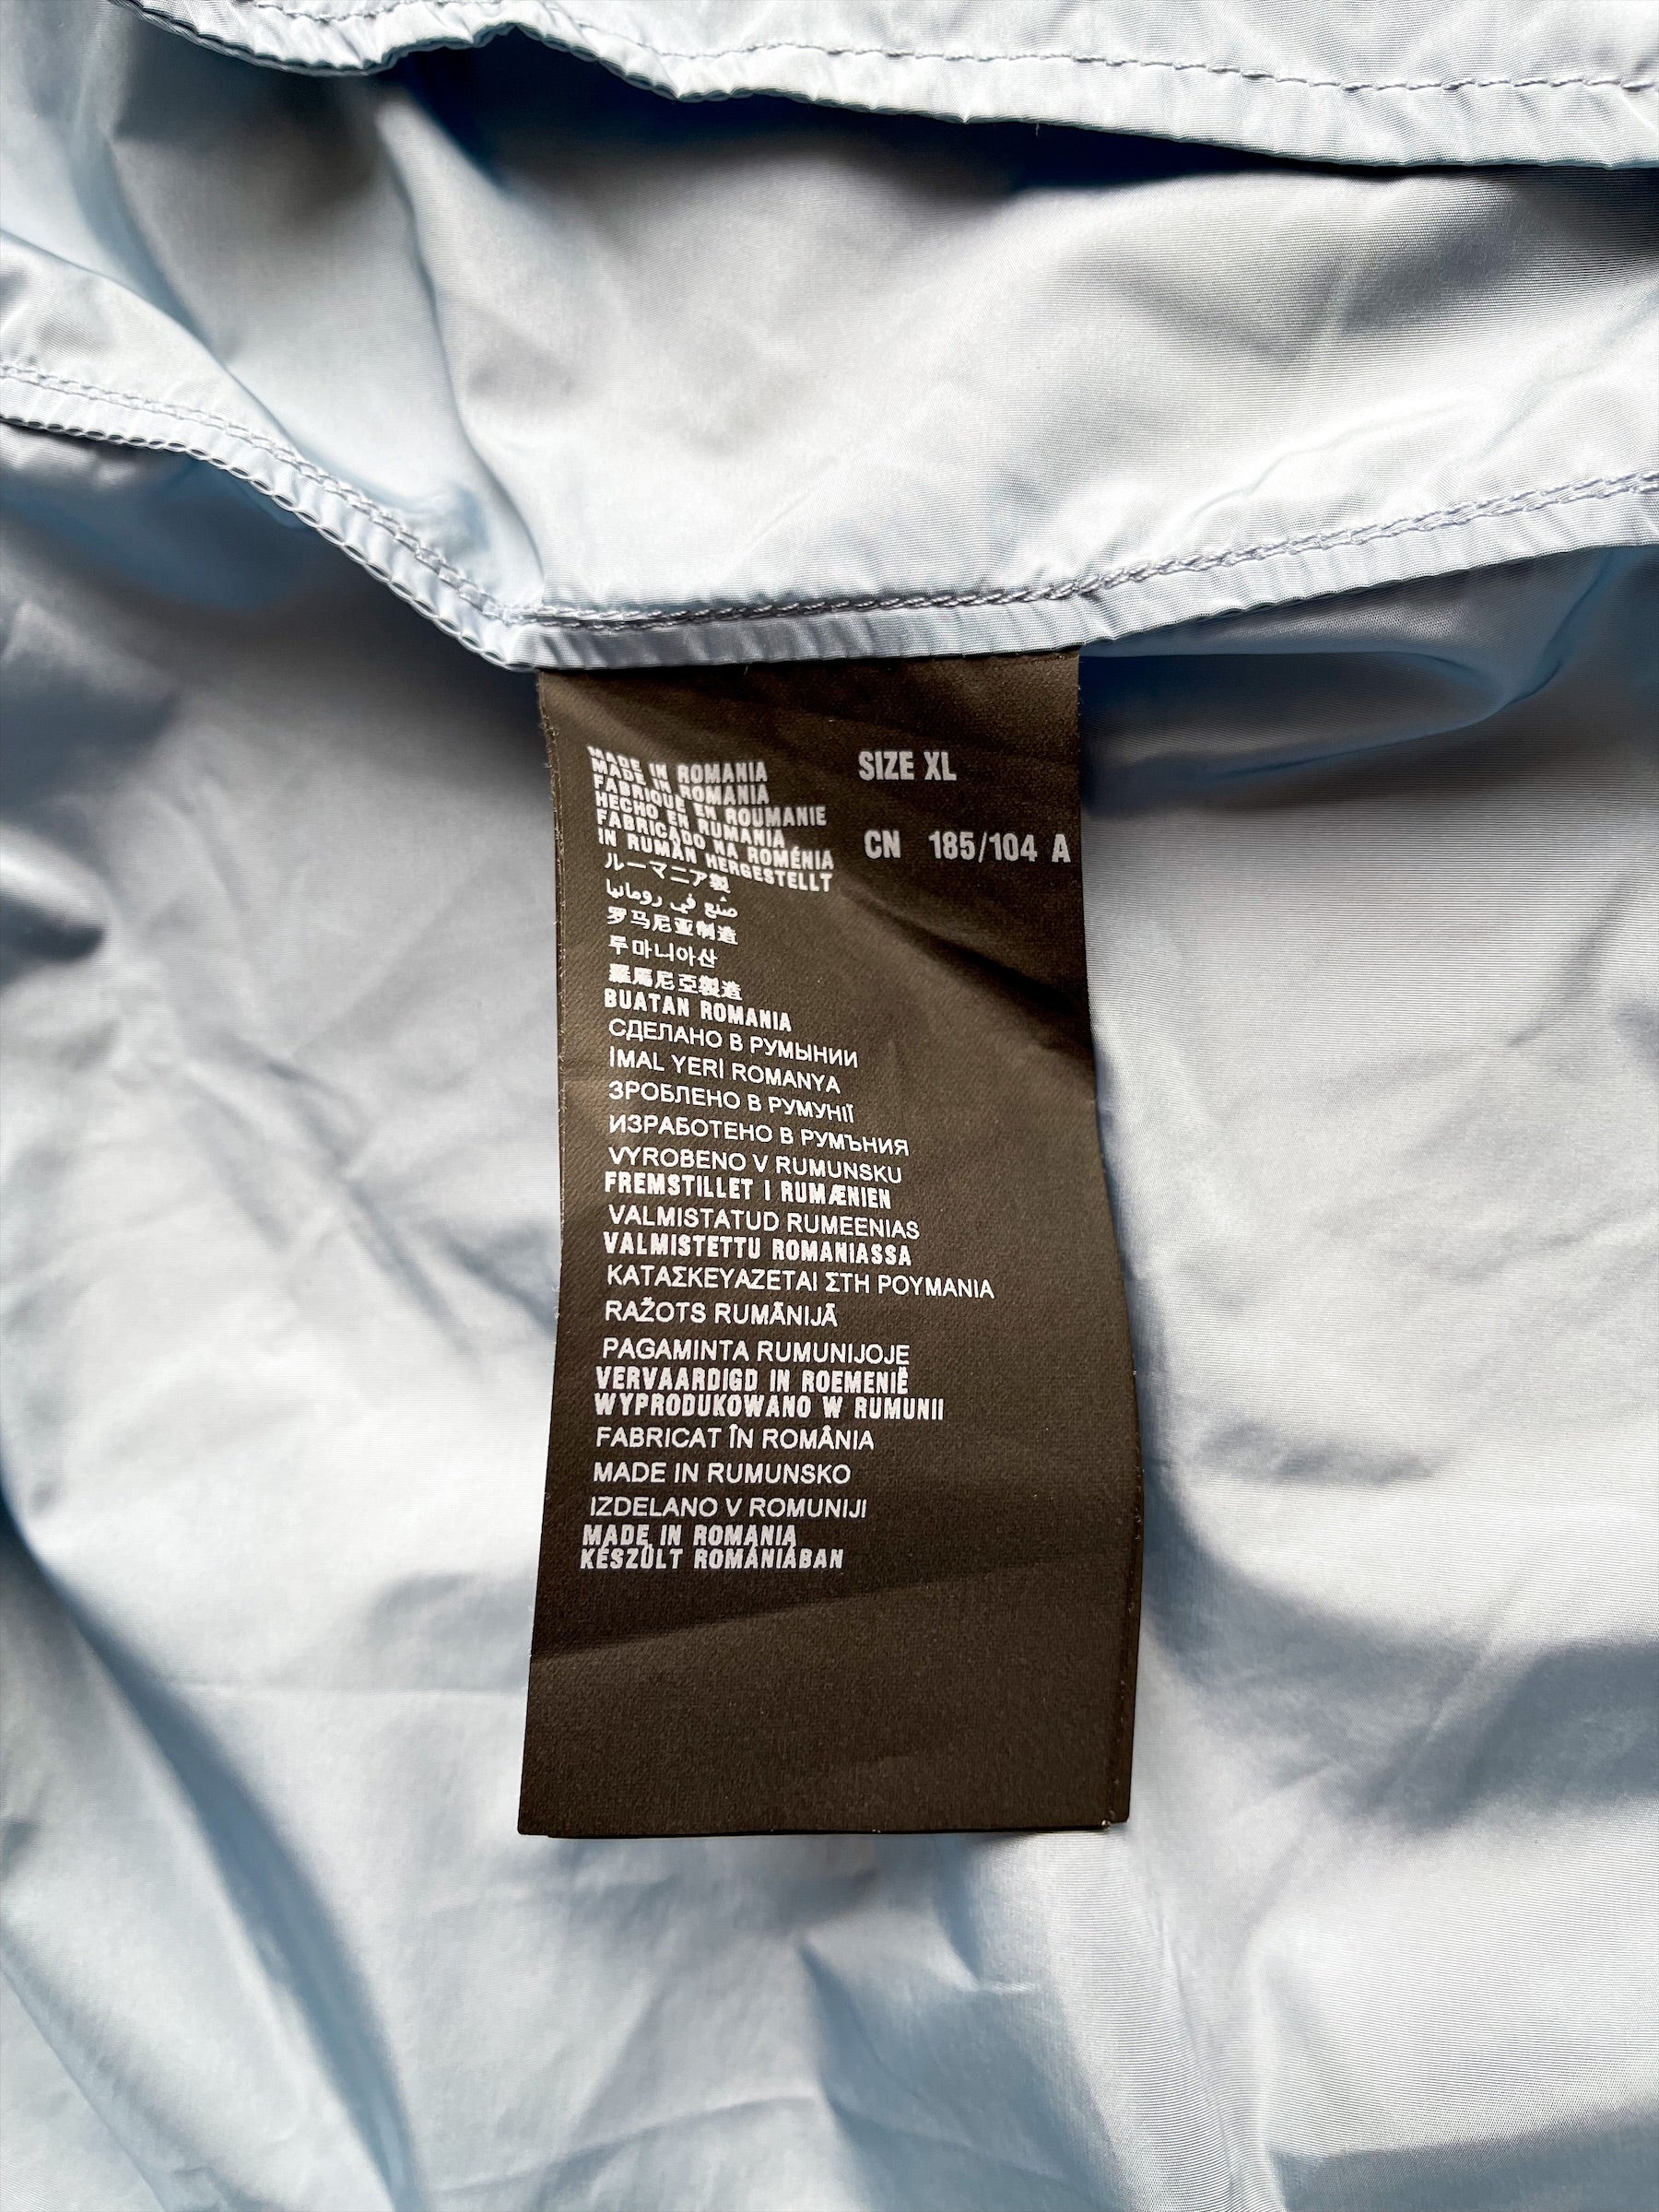 MADE IN ROMANIA
MADE IN ROMANIA
FABRIQUÉ EN ROUMANIE
HECHO EN RUMANIA
FABRICADO NA ROMÉNIA
IN RUMÄN HERGESTELLT
ルーマニア製
صنع في رومانيا
罗马尼亚制造
루마니아산
羅馬尼亞製造
BUATAN ROMANIA
СДЕЛАНО В РУМЫНИИ
İMAL YERİ ROMANYA
ЗРОБЛЕНО В РУМУНІЇ
ИЗРАБОТЕНО В РУМЪНИЯ
VYROBENO V RUMUNSKU
FREMSTILLET I RUMÆNIEN
VALMISTATUD RUMEENIAS
VALMISTETTU ROMANIASSA
ΚΑΤΑΣΚΕΥΑΖΕΤΑΙ ΣΤΗ ΡΟΥΜΑΝΙΑ
RAŽOTS RUMĀNIJĀ
PAGAMINTA RUMUNIJOJE
VERVAARDIGD IN ROEMENIË
WYPRODUKOWANO W RUMUNII
FABRICAT ÎN ROMÂNIA
MADE IN RUMUNSKO
IZDELANO V ROMUNIJI
MADE IN ROMANIA
KÉSZÜLT ROMÁNIÁBAN
SIZE XL
CN 185/104 A